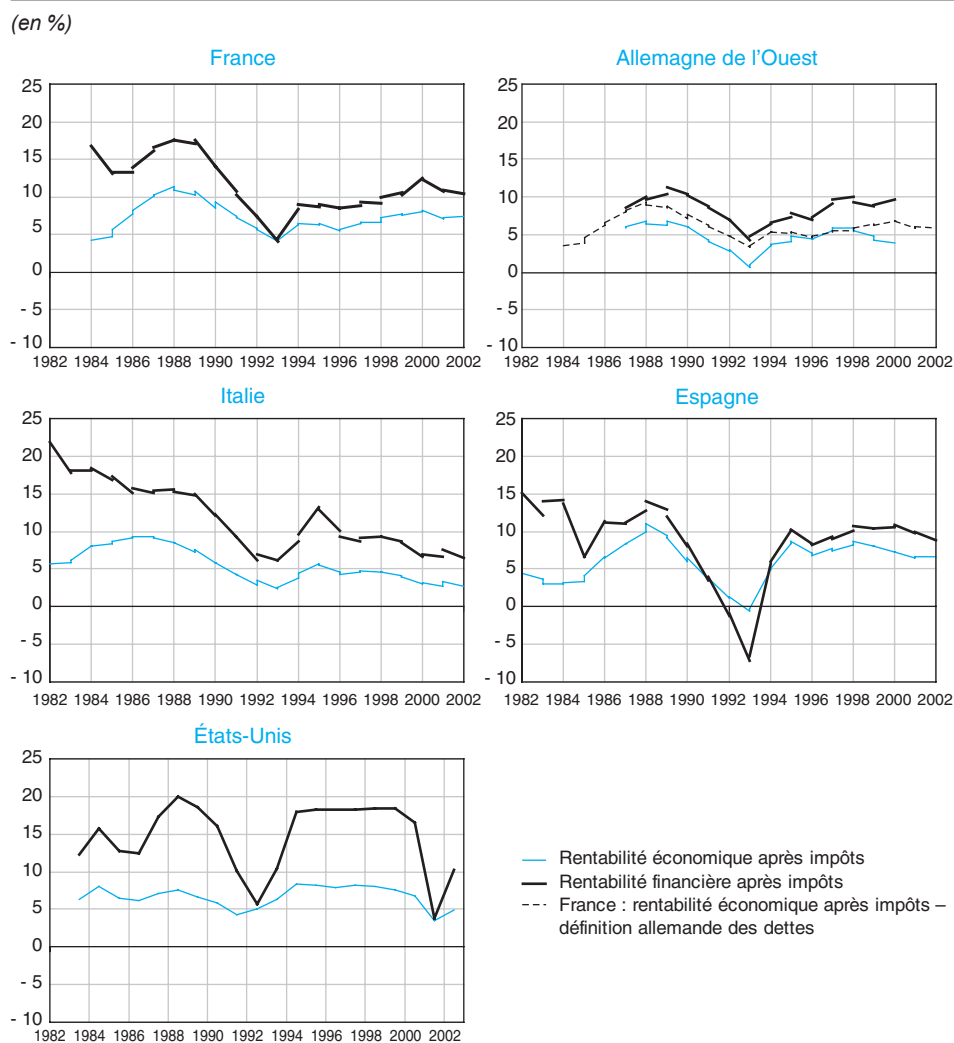 (en %)
France
25
20
15
10
5
0
- 5
- 10
1982 1984 1986 1988 1990 1992 1994 1996 1998 2000 2002
Allemagne de l'Ouest
25
20
15
10
5
0
- 5
- 10
1982 1984 1986 1988 1990 1992 1994 1996 1998 2000 2002
Italie
25
20
15
10
5
0
- 5
- 10
1982 1984 1986 1988 1990 1992 1994 1996 1998 2000 2002
Espagne
25
20
15
10
5
0
- 5
- 10
1982 1984 1986 1988 1990 1992 1994 1996 1998 2000 2002
États-Unis
25
20
15
10
5
0
- 5
- 10
1982 1984 1986 1988 1990 1992 1994 1996 1998 2000 2002
Rentabilité économique après impôts
Rentabilité financière après impôts
France : rentabilité économique après impôts –
définition allemande des dettes